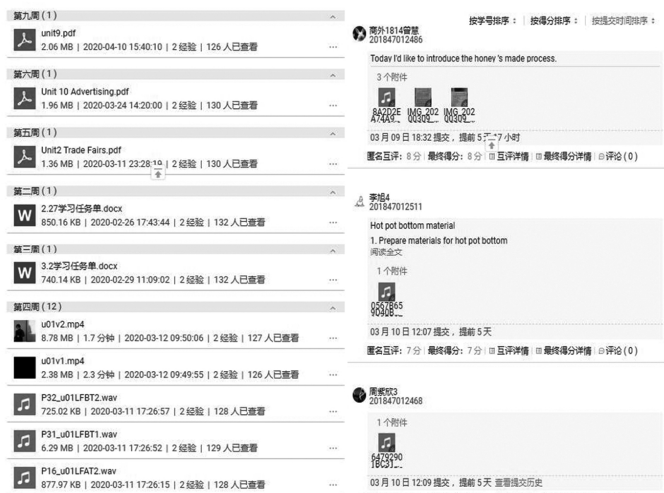 第九周 ( 1 )
unit9.pdf
2.06 MB | 2020-04-10 15:40:10 | 2 经验 | 126 人已查看
第六周 ( 1 )
Unit 10 Advertising.pdf
1.96 MB | 2020-03-24 14:20:00 | 2 经验 | 130 人已查看
第五周 ( 1 )
Unit2 Trade Fairs.pdf
1.36 MB | 2020-03-11 23:28:19 | 2 经验 | 130 人已查看
第二周 ( 1 )
2.27学习任务单.docx
850.16 KB | 2020-02-26 17:43:44 | 2 经验 | 132 人已查看
第三周 ( 1 )
3.2学习任务单.docx
740.14 KB | 2020-02-29 11:09:02 | 2 经验 | 132 人已查看
第四周 ( 12 )
u01v2.mp4
8.78 MB | 1.7 分钟 | 2020-03-12 09:50:06 | 2 经验 | 127 人已查看
u01v1.mp4
2.38 MB | 2.3 分钟 | 2020-03-12 09:49:55 | 2 经验 | 126 人已查看
P32_u01LFBT2.wav
725.02 KB | 2020-03-11 17:26:57 | 2 经验 | 128 人已查看
P31_u01LFBT1.wav
6.29 MB | 2020-03-11 17:26:52 | 2 经验 | 129 人已查看
P16_u01LFAT2.wav
877.97 KB | 2020-03-11 17:26:15 | 2 经验 | 128 人已查看
按学号排序 按得分排序 按提交时间排序
商外1814曾慧
201847012486
Today I'd like to introduce the honey 's made process.
3 个附件
8A2D2E IMG_202 IMG_202
A74A9... 00309_... 00309_...
03 月 09 日 18:32 提交， 提前 5 天 17 小时
匿名互评： 8 分 最终得分： 8 分 互评详情 最终得分详情 评论 ( 0 )
李旭4
201847012511
Hot pot bottom material
1. Prepare materials for hot pot bottom
阅读全文
1 个附件
0567B65
9040B...
03 月 10 日 12:07 提交， 提前 5 天
匿名互评： 7 分 最终得分： 7 分 互评详情 最终得分详情 评论 ( 0 )
周紫欣3
201847012468
1 个附件
6479290
1BC31...
03 月 10 日 12:09 提交， 提前 5 天 查看提交历史